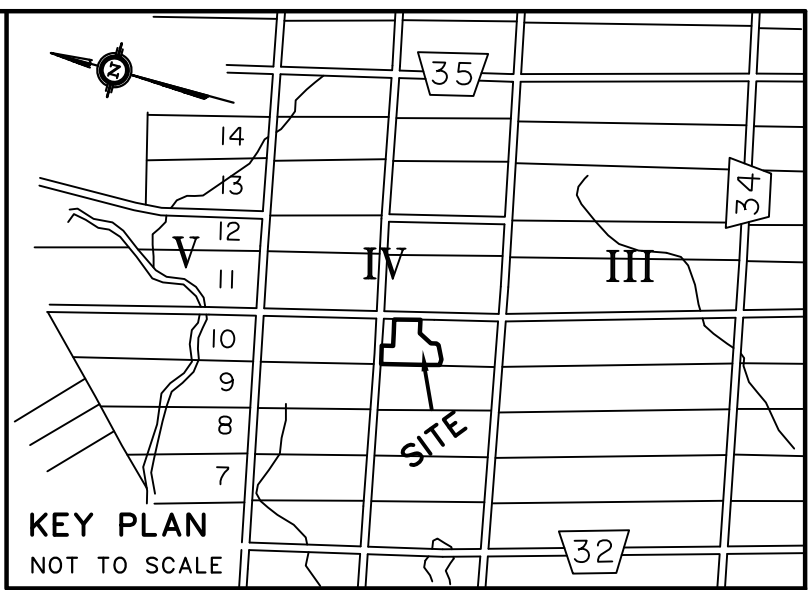 N
35
14
13
34
12
V
IV
III
11
10
9
SITE
8
7
KEY PLAN
32
NOT TO SCALE